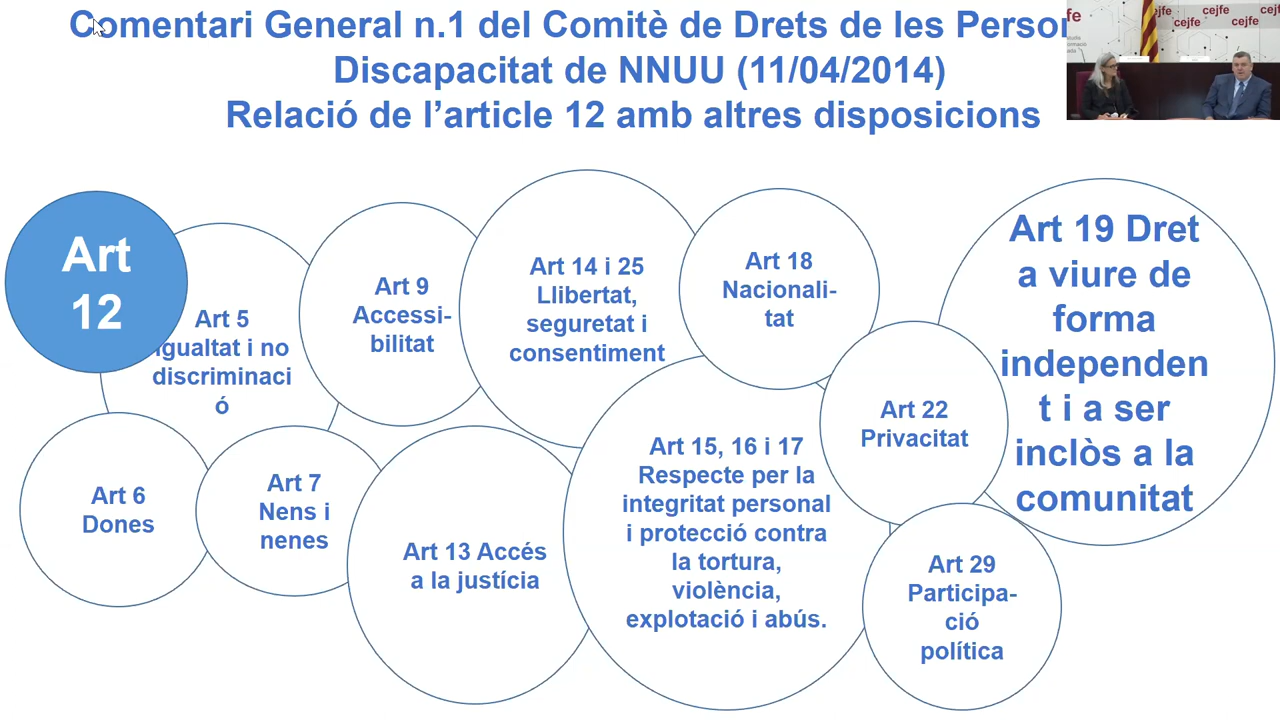 Comentari General n.1 del Comitè de Drets de les Person
Discapacitat de NNUU (11/04/2014)
Relació de l’article 12 amb altres disposicions
cejfe
cejfe
cejfe
cejfe
Art
12
Art 5
igualtat i no
discriminaci
ó
Art 9
Accessi-
bilitat
Art 14 i 25
Llibertat,
seguretat i
consentiment
Art 18
Nacionali-
tat
Art 19 Dret
a viure de
forma
independen
t i a ser
inclòs a la
comunitat
Art 6
Dones
Art 7
Nens i
nenes
Art 13 Accés
a la justícia
Art 15, 16 i 17
Respecte per la
integritat personal
i protecció contra
la tortura,
violència,
explotació i abús.
Art 22
Privacitat
Art 29
Participa-
ció
política